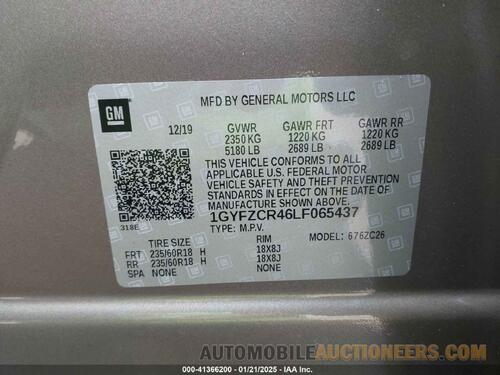 GM
MFD BY GENERAL MOTORS LLC
12/19 GVWR GAWR FRT GAWR RR
2350 KG 1220 KG 1220 KG
5180 LB 2689 LB 2689 LB
THIS VEHICLE CONFORMS TO ALL
APPLICABLE U.S. FEDERAL MOTOR
VEHICLE SAFETY AND THEFT PREVENTION
STANDARDS IN EFFECT ON THE DATE OF
MANUFACTURE SHOWN ABOVE.
1GYFZCR46LF065437
318E TYPE: M.P.V.
TIRE SIZE RIM MODEL: 6ZC26
FRT 235/60R18 H 18X8J
RR 235/60R18 H 18X8J
SPA NONE NONE
AUTOMOBILE-AUCTIONEERS.COM
000-41366200 - 01/21/2025 - IAA Inc.